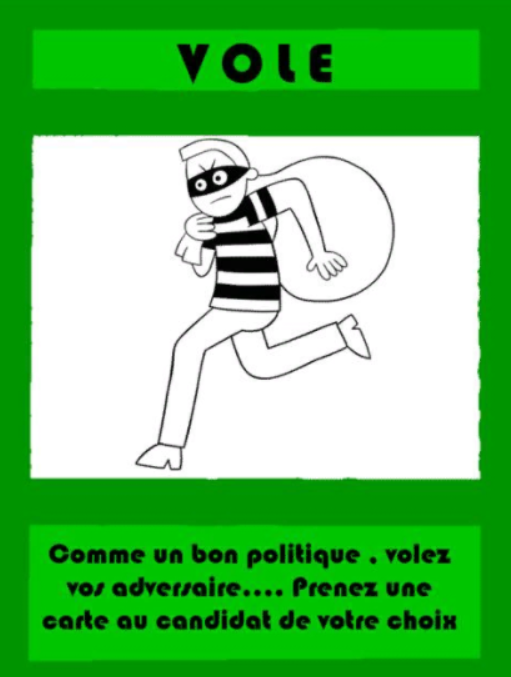 VOLE
Comme un bon politique , volez
vos adversaire.... Prenez une
carte au candidat de votre choix